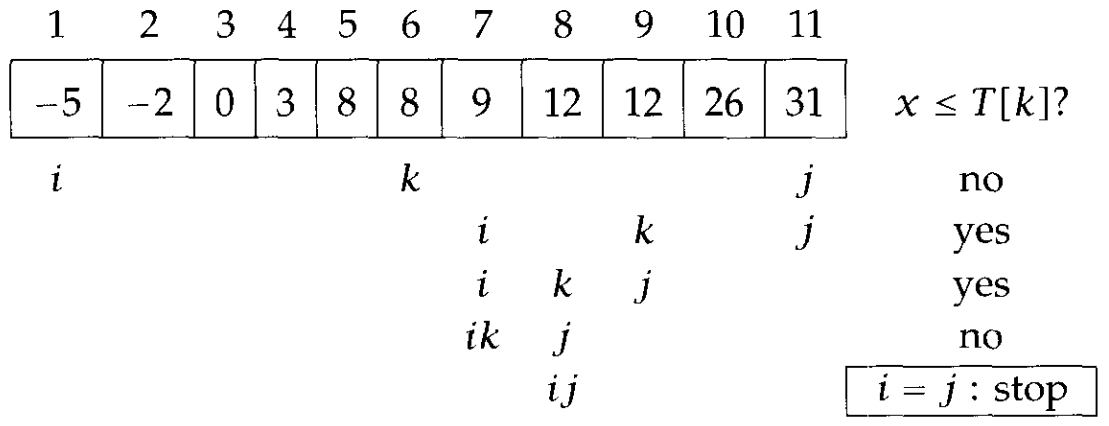 1 2 3 4 5 6 7 8 9 10 11
−5 −2 0 3 8 8 9 12 12 26 31 x ≤ T[k]?
i k j no
i k j yes
i k j yes
ik j no
ij i = j : stop